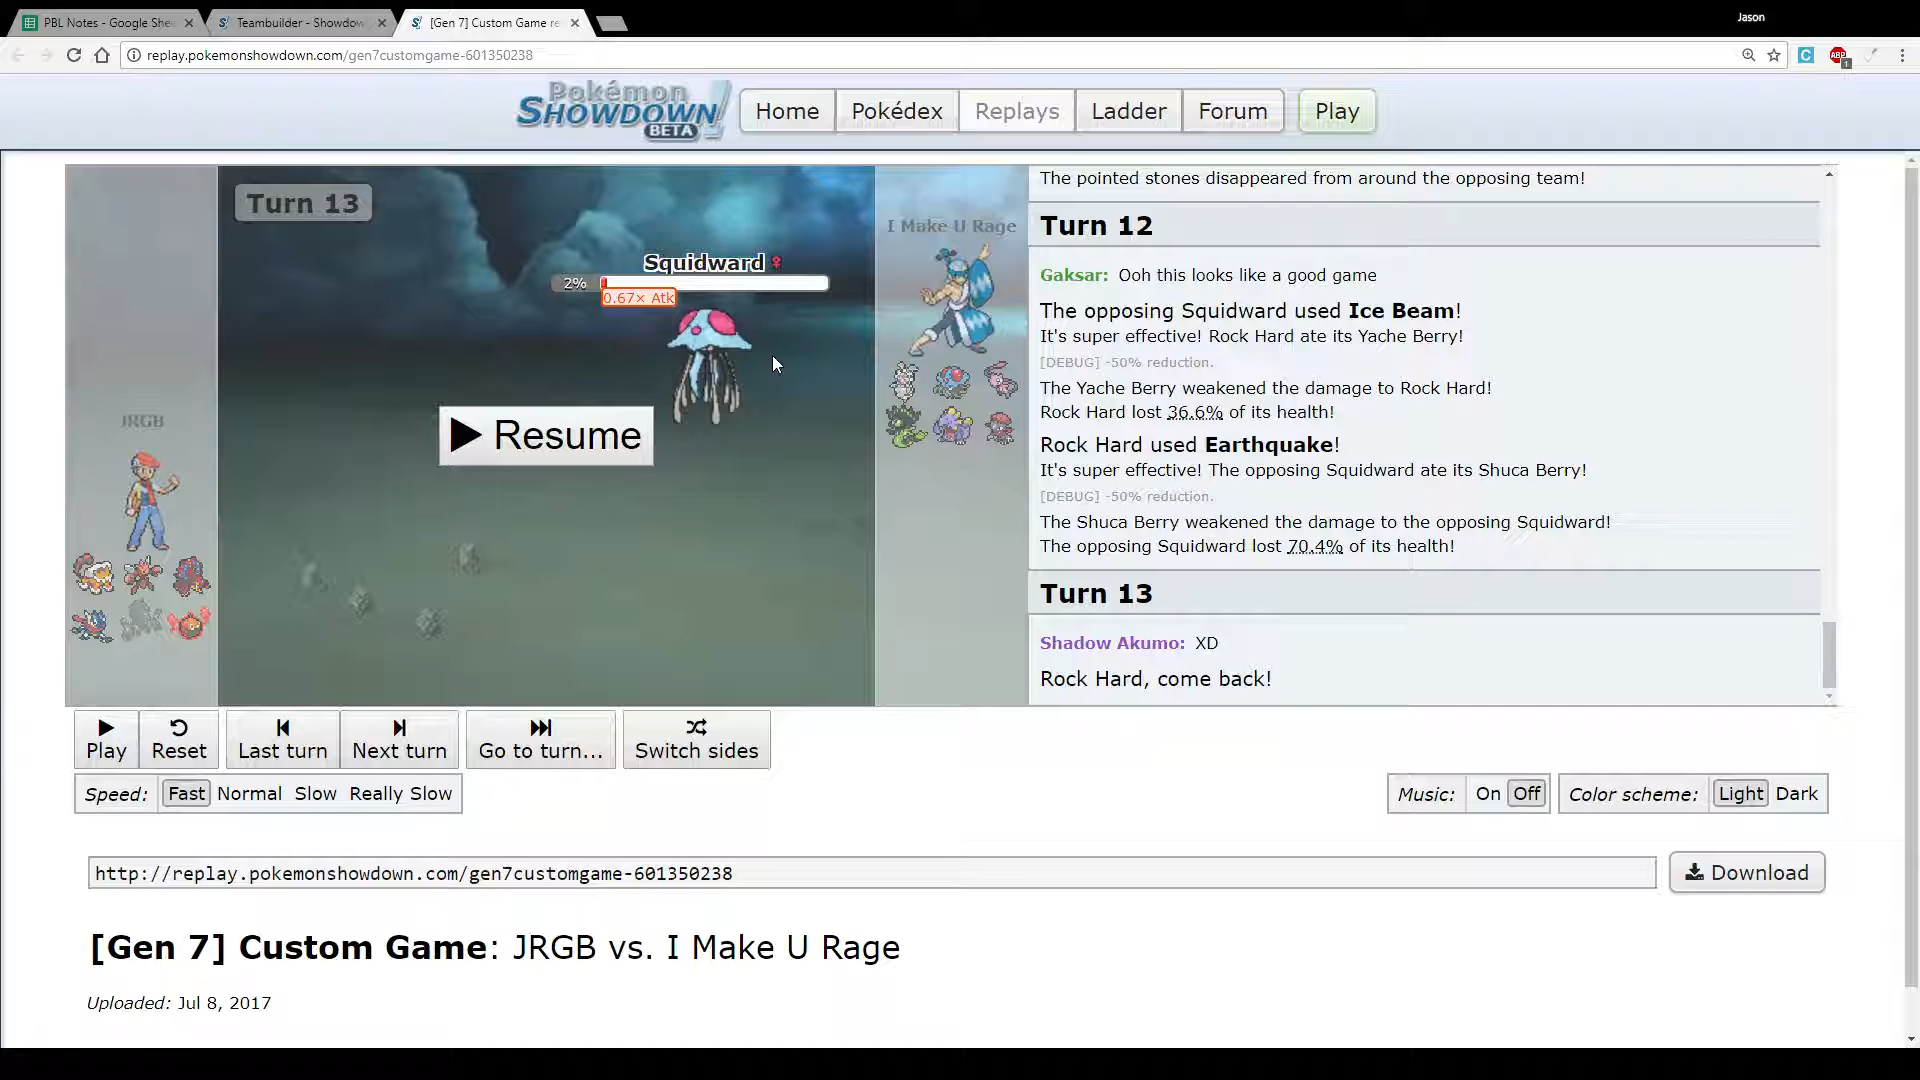 Jason
PBL Notes - Google She
Teambuilder - Showdow
[Gen 7] Custom Game re
replay.pokemonshowdown.com/gen7customgame-601350238
C
ABP
1
Pokémon
SHOWDOWN!
BETA
Home
Pokédex
Replays
Ladder
Forum
Play
Turn 13
Squidward ♀
2%
0.67× Atk
Resume
JRGB
I Make U Rage
The pointed stones disappeared from around the opposing team!
Turn 12
Gaksar: Ooh this looks like a good game
The opposing Squidward used Ice Beam!
It's super effective! Rock Hard ate its Yache Berry!
[DEBUG] -50% reduction.
The Yache Berry weakened the damage to Rock Hard!
Rock Hard lost 36.6% of its health!
Rock Hard used Earthquake!
It's super effective! The opposing Squidward ate its Shuca Berry!
[DEBUG] -50% reduction.
The Shuca Berry weakened the damage to the opposing Squidward!
The opposing Squidward lost 70.4% of its health!
Turn 13
Shadow Akumo: XD
Rock Hard, come back!
Play
Reset
Last turn
Next turn
Go to turn...
Switch sides
Speed: Fast Normal Slow Really Slow
Music: On Off
Color scheme: Light Dark
http://replay.pokemonshowdown.com/gen7customgame-601350238
Download
[Gen 7] Custom Game: JRGB vs. I Make U Rage
Uploaded: Jul 8, 2017